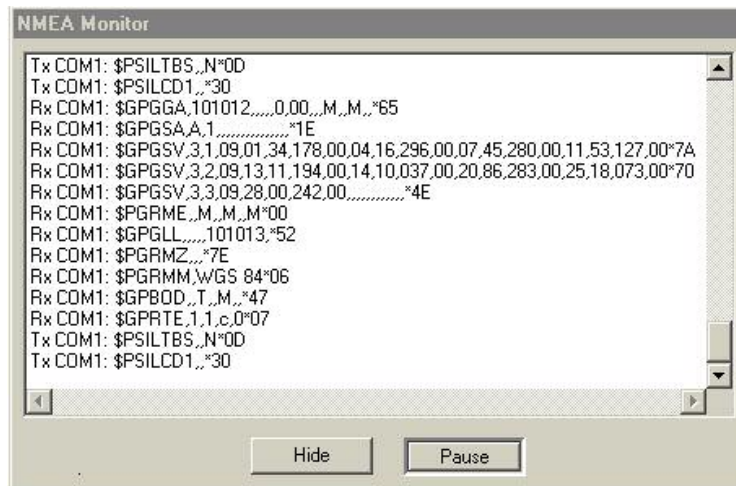 NMEA Monitor
Tx COM1: $PSILTBS,,N*0D
Tx COM1: $PSILCD1,,*30
Rx COM1: $GPGGA,101012,,,,,0,00,,,M,,M,,*65
Rx COM1: $GPGSA,A,1,,,,,,,,,,,,,,,*1E
Rx COM1: $GPGSV,3,1,09,01,34,178,00,04,16,296,00,07,45,280,00,11,53,127,00*7A
Rx COM1: $GPGSV,3,2,09,13,11,194,00,14,10,037,00,20,86,283,00,25,18,073,00*70
Rx COM1: $GPGSV,3,3,09,28,00,242,00,,,,,,,,,,,,*4E
Rx COM1: $PGRME,,M,,M,,M*00
Rx COM1: $GPGLL,,,,,101013,*52
Rx COM1: $PGRMZ,,,*7E
Rx COM1: $PGRMM,WGS 84*06
Rx COM1: $GPBOD,,T,,M,,*47
Rx COM1: $GPRTE,1,1,c,0*07
Tx COM1: $PSILTBS,,N*0D
Tx COM1: $PSILCD1,,*30
Hide
Pause